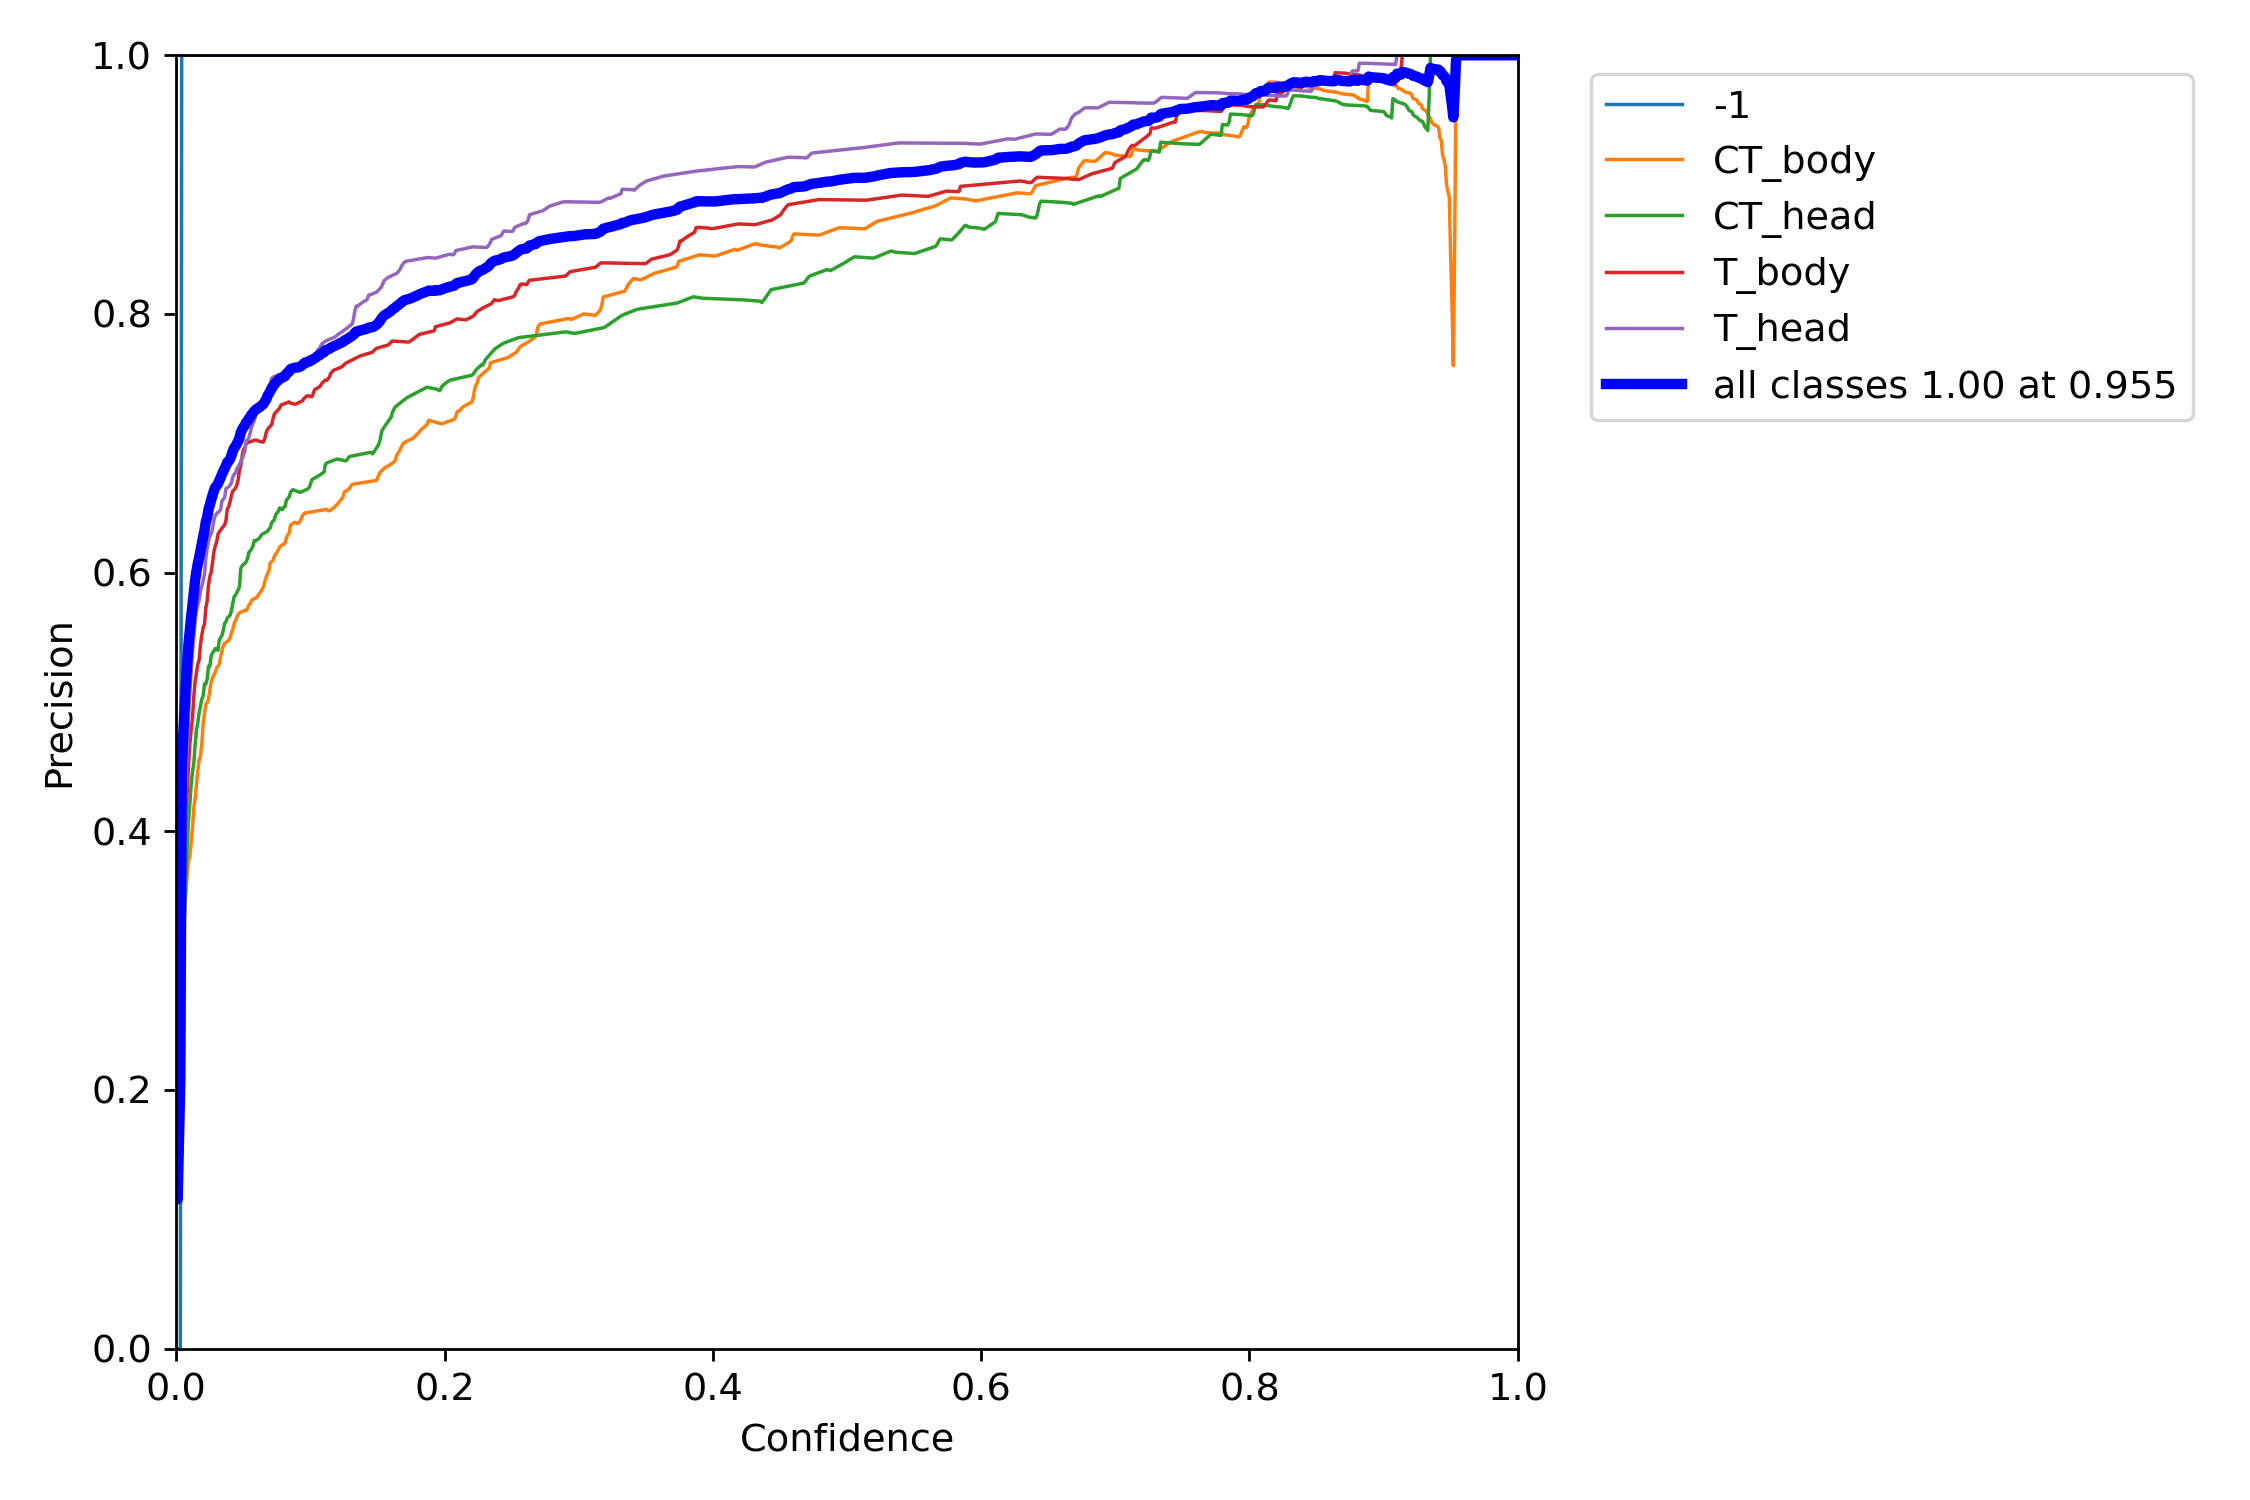 1.0
0.8
0.6
0.4
0.2
0.0
0.0 0.2 0.4 0.6 0.8 1.0
Precision
Confidence
-1
CT_body
CT_head
T_body
T_head
all classes 1.00 at 0.955